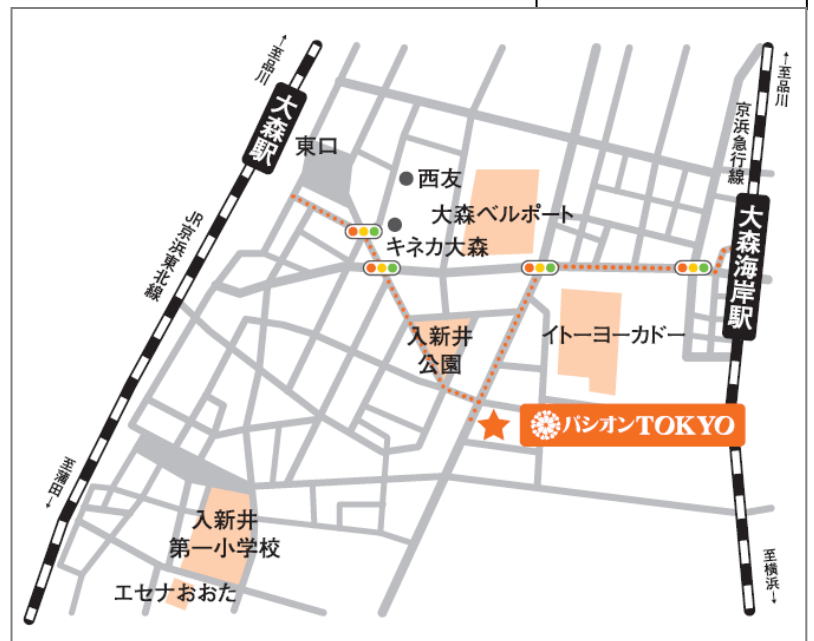 ←至品川
大森駅
東口
西友
大森ベルポート
キネカ大森
JR京浜東北線
←至品川
京浜急行線
大森海岸駅
イトーヨーカドー
入新井
公園
パシオンTOKYO
至蒲田→
入新井
第一小学校
エセナおおた
至横浜→